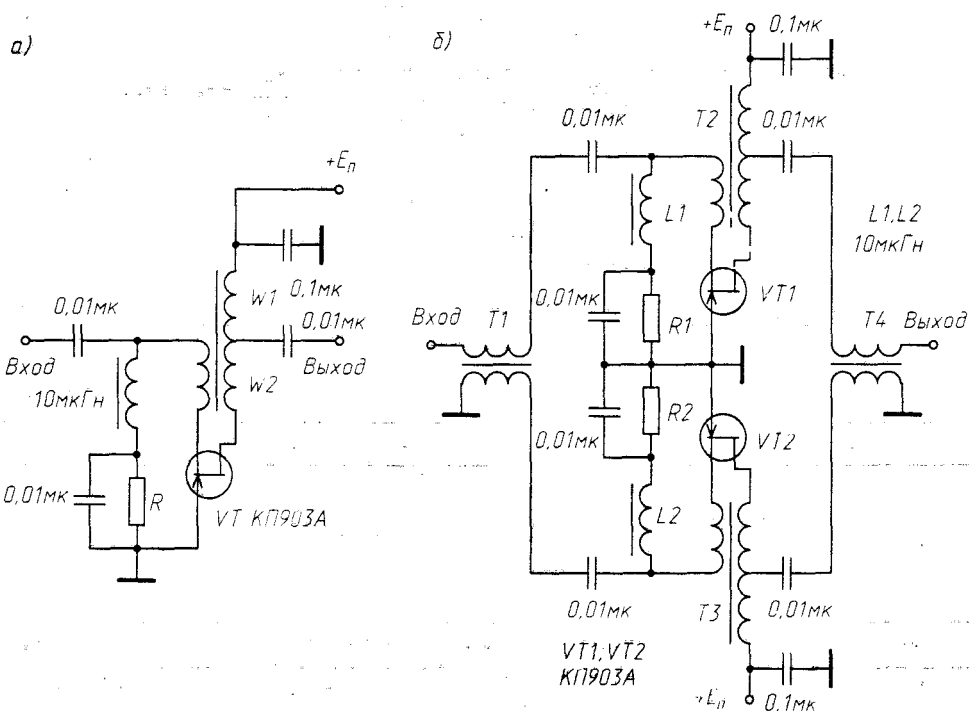 а)
+Eп
0,01мк
W1
0,1мк
0,01мк
Вход
Выход
10мкГн
W2
0,01мк
R
VT КП903А
б)
+Eп
0,1мк
0,01мк
T2
0,01мк
L1
L1,L2
10мкГн
0,01мк
R1
VT1
Вход
T1
T4
Выход
0,01мк
R2
VT2
L2
0,01мк
T3
0,01мк
VT1,VT2
КП903А
+Eп
0,1мк